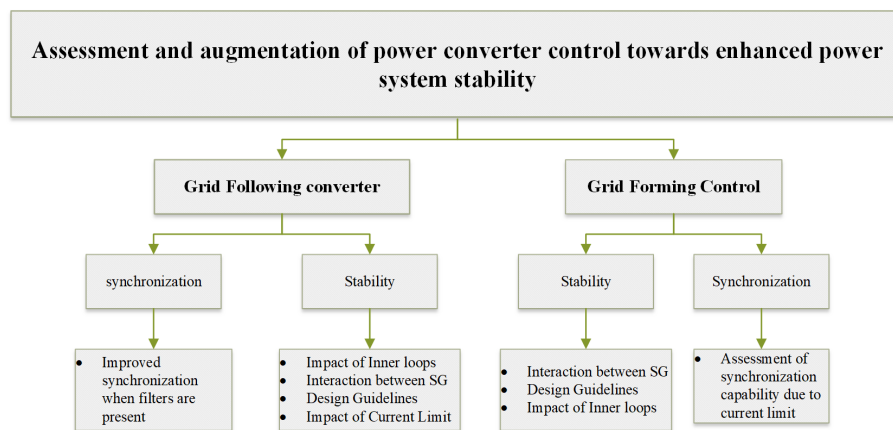 Assessment and augmentation of power converter control towards enhanced power
system stability
Grid Following converter
Grid Forming Control
synchronization
Stability
Stability
Synchronization
• Improved
synchronization
when filters are
present
• Impact of Inner loops
• Interaction between SG
• Design Guidelines
• Impact of Current Limit
• Interaction between SG
• Design Guidelines
• Impact of Inner loops
• Assessment of
synchronization
capability due to
current limit